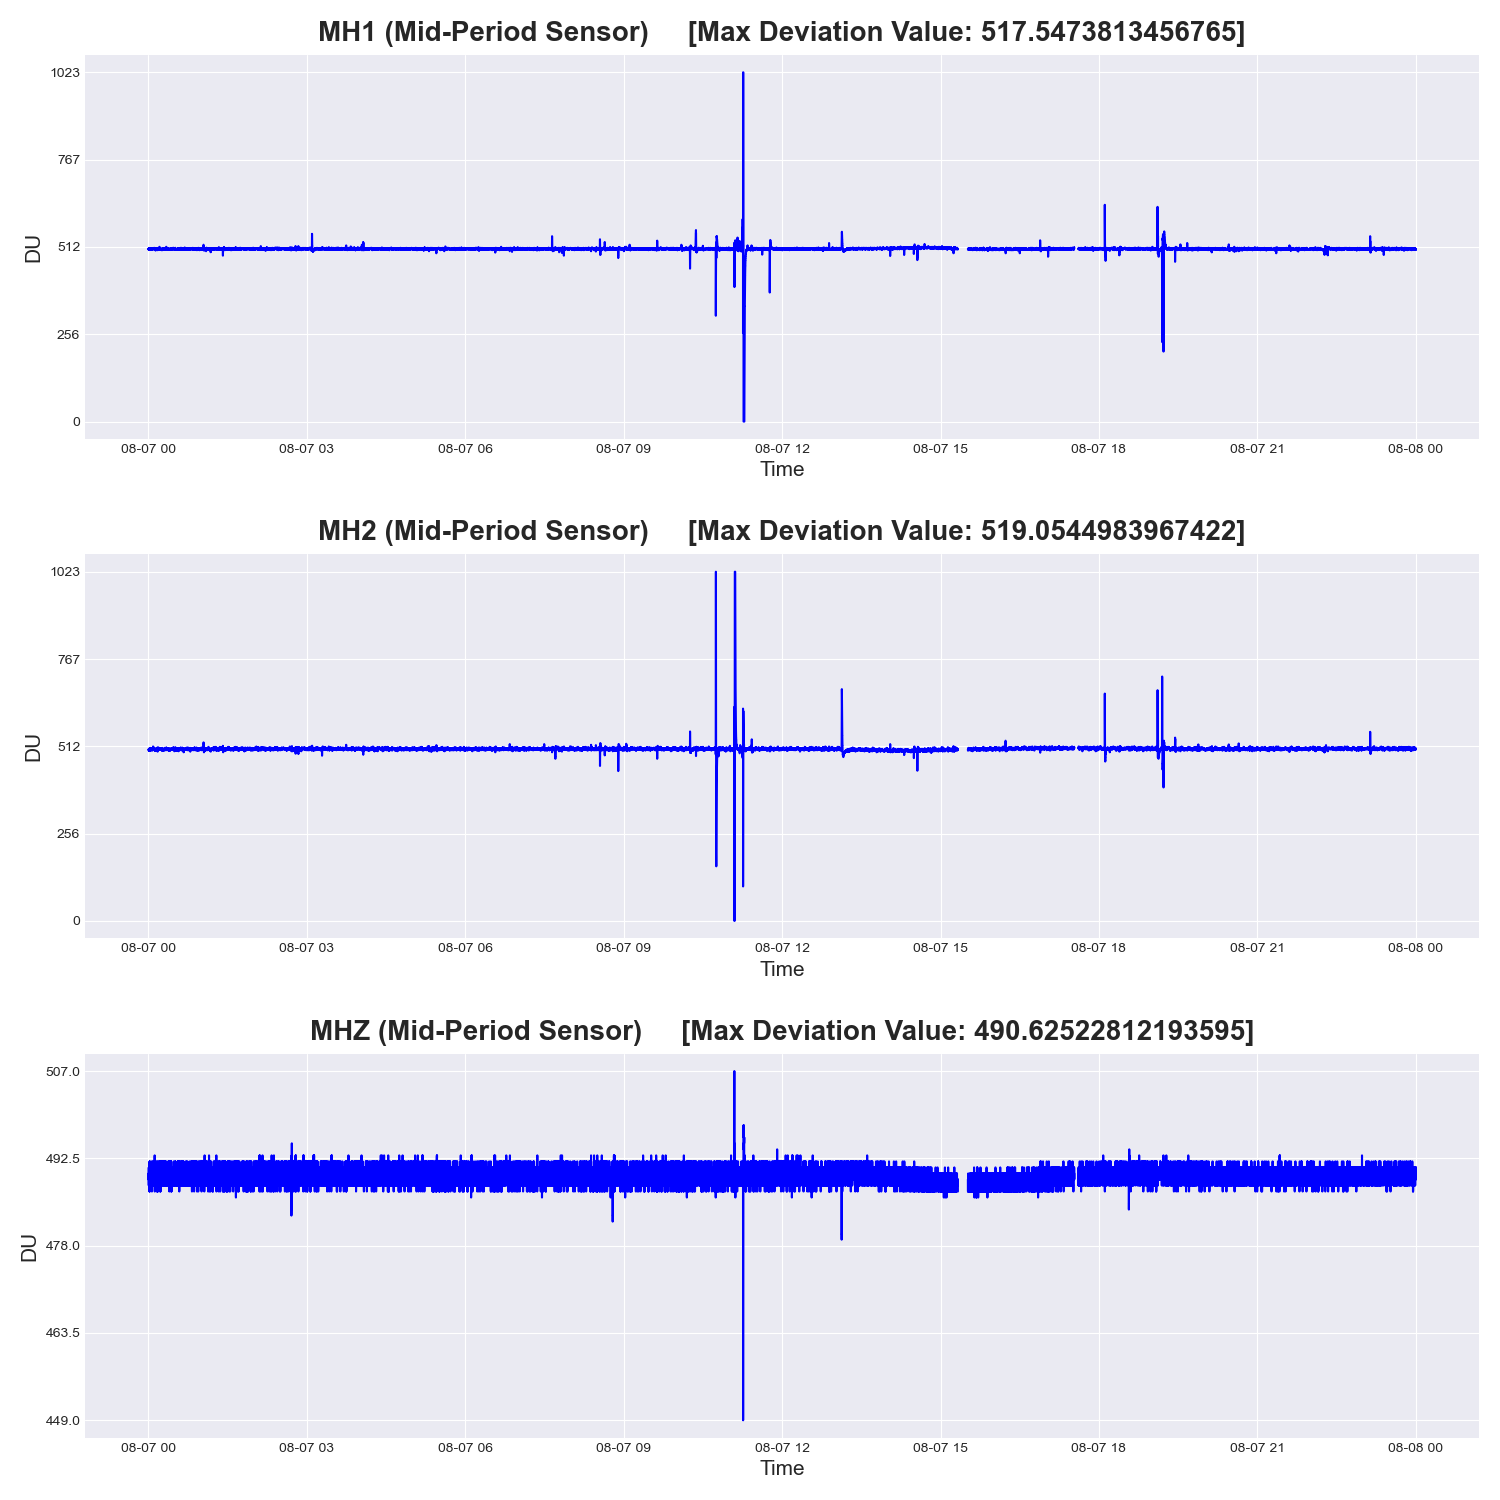 MH1 (Mid-Period Sensor)     [Max Deviation Value: 517.5473813456765]
1023
767
512
256
0
DU
08-07 00 08-07 03 08-07 06 08-07 09 08-07 12 08-07 15 08-07 18 08-07 21 08-08 00
Time
MH2 (Mid-Period Sensor)     [Max Deviation Value: 519.0544983967422]
1023
767
512
256
0
DU
08-07 00 08-07 03 08-07 06 08-07 09 08-07 12 08-07 15 08-07 18 08-07 21 08-08 00
Time
MHZ (Mid-Period Sensor)     [Max Deviation Value: 490.62522812193595]
507.0
492.5
478.0
463.5
449.0
DU
08-07 00 08-07 03 08-07 06 08-07 09 08-07 12 08-07 15 08-07 18 08-07 21 08-08 00
Time